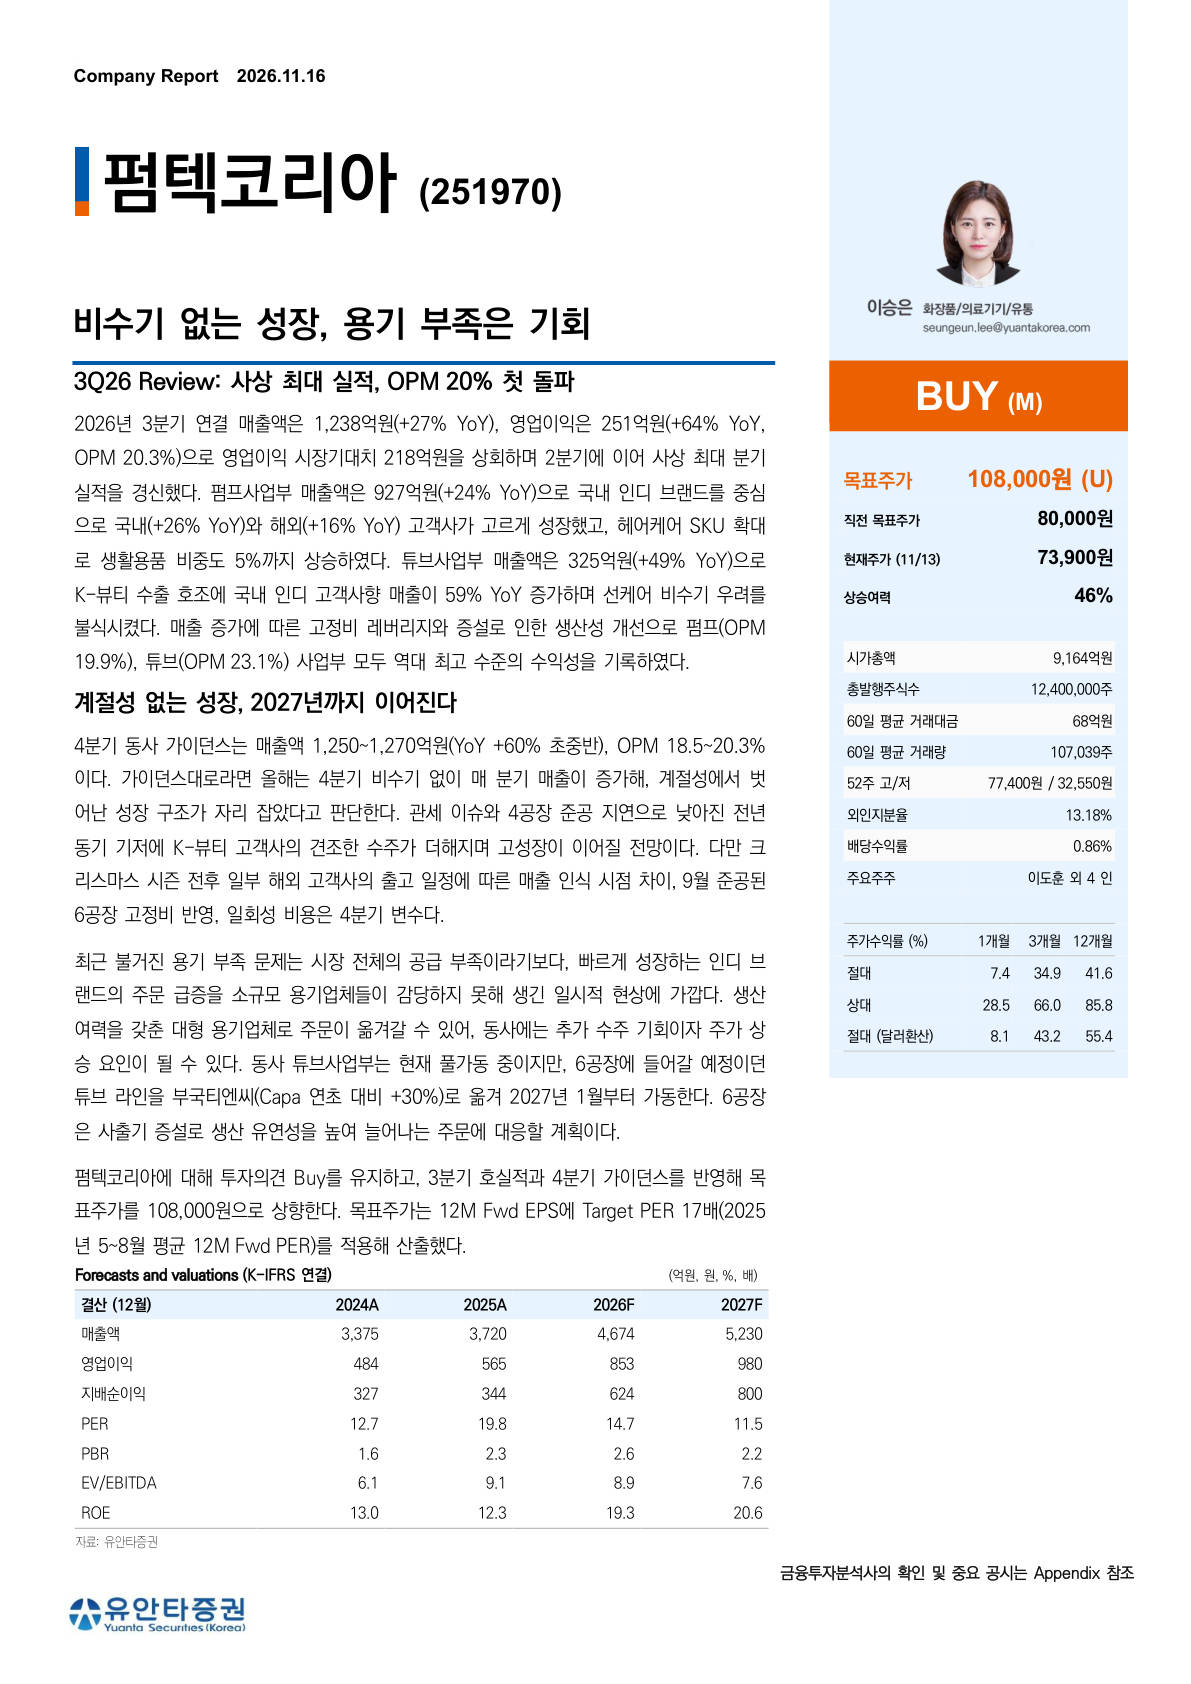 Company Report 2026.11.16
펌텍코리아 (251970)
비수기 없는 성장, 용기 부족은 기회
3Q26 Review: 사상 최대 실적, OPM 20% 첫 돌파
2026년 3분기 연결 매출액은 1,238억원(+27% YoY), 영업이익은 251억원(+64% YoY,
OPM 20.3%)으로 영업이익 시장기대치 218억원을 상회하며 2분기에 이어 사상 최대 분기
실적을 경신했다. 펌프사업부 매출액은 927억원(+24% YoY)으로 국내 인디 브랜드를 중심
으로 국내(+26% YoY)와 해외(+16% YoY) 고객사가 고르게 성장했고, 헤어케어 SKU 확대
로 생활용품 비중도 5%까지 상승하였다. 튜브사업부 매출액은 325억원(+49% YoY)으로
K-뷰티 수출 호조에 국내 인디 고객사향 매출이 59% YoY 증가하며 선케어 비수기 우려를
불식시켰다. 매출 증가에 따른 고정비 레버리지와 증설로 인한 생산성 개선으로 펌프(OPM
19.9%), 튜브(OPM 23.1%) 사업부 모두 역대 최고 수준의 수익성을 기록하였다.
계절성 없는 성장, 2027년까지 이어진다
4분기 동사 가이던스는 매출액 1,250~1,270억원(YoY +60% 초중반), OPM 18.5~20.3%
이다. 가이던스대로라면 올해는 4분기 비수기 없이 매 분기 매출이 증가해, 계절성에서 벗
어난 성장 구조가 자리 잡았다고 판단한다. 관세 이슈와 4공장 준공 지연으로 낮아진 전년
동기 기저에 K-뷰티 고객사의 견조한 수주가 더해지며 고성장이 이어질 전망이다. 다만 크
리스마스 시즌 전후 일부 해외 고객사의 출고 일정에 따른 매출 인식 시점 차이, 9월 준공된
6공장 고정비 반영, 일회성 비용은 4분기 변수다.
최근 불거진 용기 부족 문제는 시장 전체의 공급 부족이라기보다, 빠르게 성장하는 인디 브
랜드의 주문 급증을 소규모 용기업체들이 감당하지 못해 생긴 일시적 현상에 가깝다. 생산
여력을 갖춘 대형 용기업체로 주문이 옮겨갈 수 있어, 동사에는 추가 수주 기회이자 주가 상
승 요인이 될 수 있다. 동사 튜브사업부는 현재 풀가동 중이지만, 6공장에 들어갈 예정이던
튜브 라인을 부국티엔씨(Capa 연초 대비 +30%)로 옮겨 2027년 1월부터 가동한다. 6공장
은 사출기 증설로 생산 유연성을 높여 늘어나는 주문에 대응할 계획이다.
펌텍코리아에 대해 투자의견 Buy를 유지하고, 3분기 호실적과 4분기 가이던스를 반영해 목
표주가를 108,000원으로 상향한다. 목표주가는 12M Fwd EPS에 Target PER 17배(2025
년 5~8월 평균 12M Fwd PER)를 적용해 산출했다.
Forecasts and valuations (K-IFRS 연결) (억원, 원, %, 배)
결산 (12월) 2024A 2025A 2026F 2027F
매출액 3,375 3,720 4,674 5,230
영업이익 484 565 853 980
지배순이익 327 344 624 800
PER 12.7 19.8 14.7 11.5
PBR 1.6 2.3 2.6 2.2
EV/EBITDA 6.1 9.1 8.9 7.6
ROE 13.0 12.3 19.3 20.6
자료: 유안타증권
이승은 화장품/의료기기/유통
seungeun.lee@yuantakorea.com
BUY (M)
목표주가 108,000원 (U)
직전 목표주가 80,000원
현재주가 (11/13) 73,900원
상승여력 46%
시가총액 9,164억원
총발행주식수 12,400,000주
60일 평균 거래대금 68억원
60일 평균 거래량 107,039주
52주 고/저 77,400원 / 32,550원
외인지분율 13.18%
배당수익률 0.86%
주요주주 이도훈 외 4 인
주가수익률 (%) 1개월 3개월 12개월
절대 7.4 34.9 41.6
상대 28.5 66.0 85.8
절대 (달러환산) 8.1 43.2 55.4
금융투자분석사의 확인 및 중요 공시는 Appendix 참조
유안타증권
Yuanta Securities (Korea)